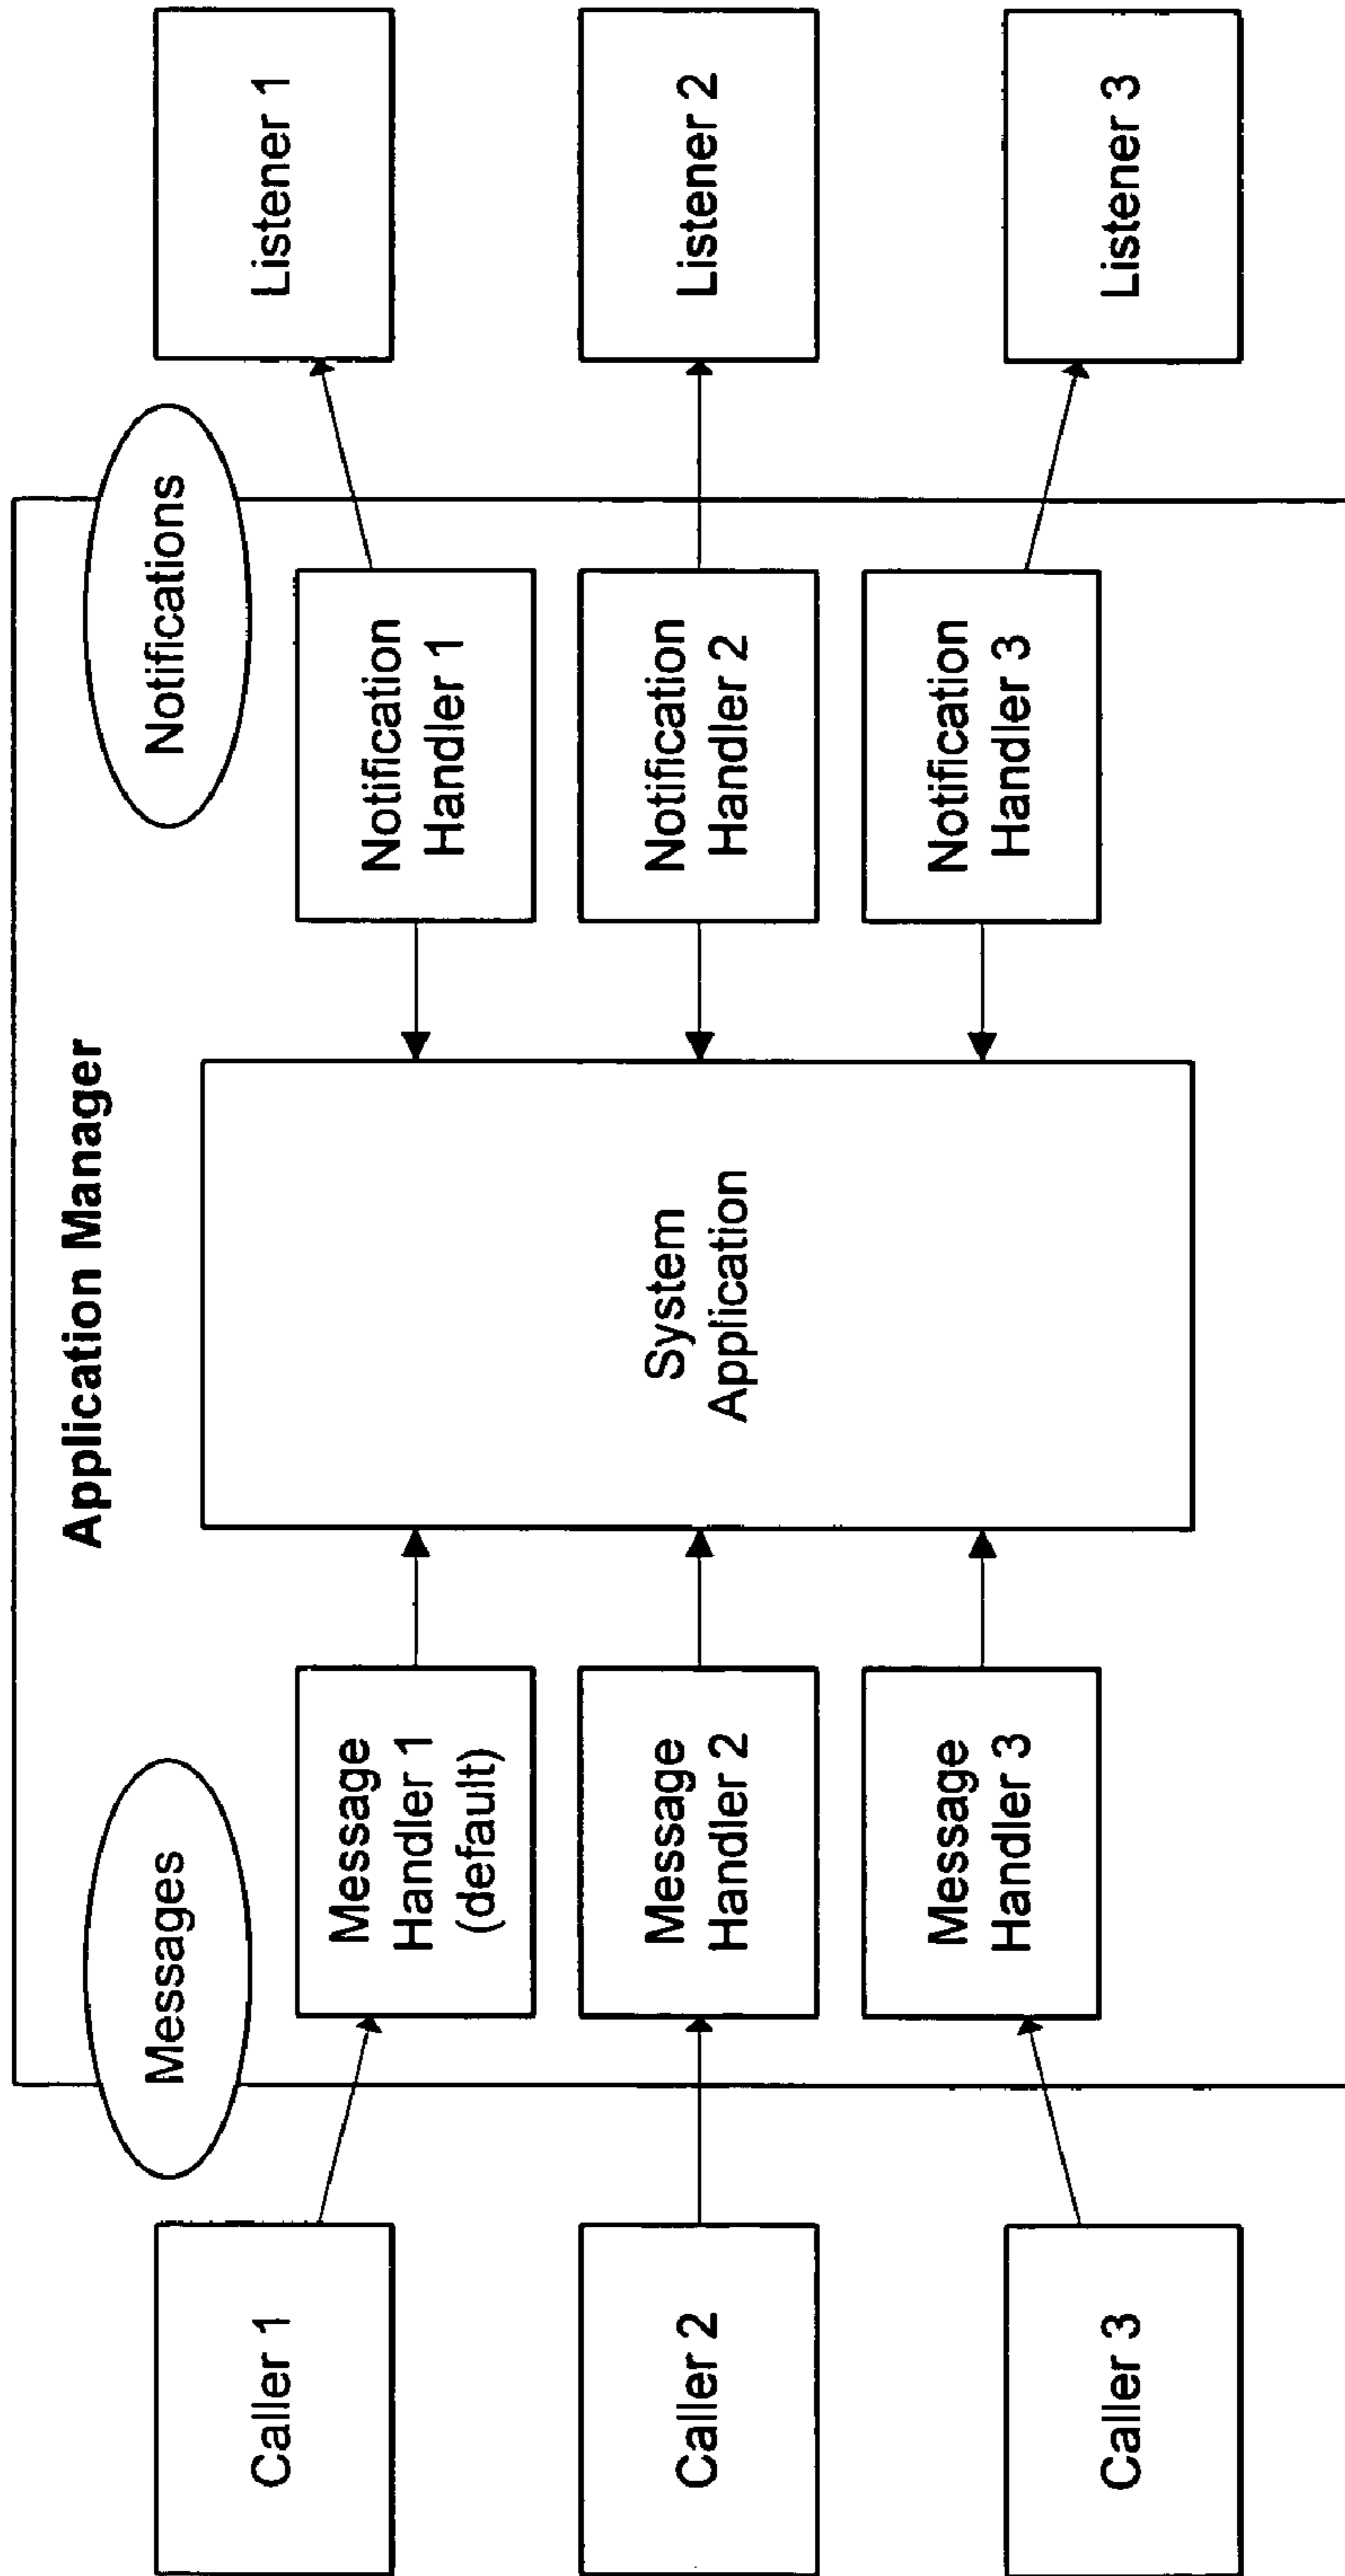 Application Manager
Messages
Notifications
Caller 1
Message
Handler 1
(default)
Notification
Handler 1
Listener 1
System
Application
Caller 2
Message
Handler 2
Notification
Handler 2
Listener 2
Caller 3
Message
Handler 3
Notification
Handler 3
Listener 3